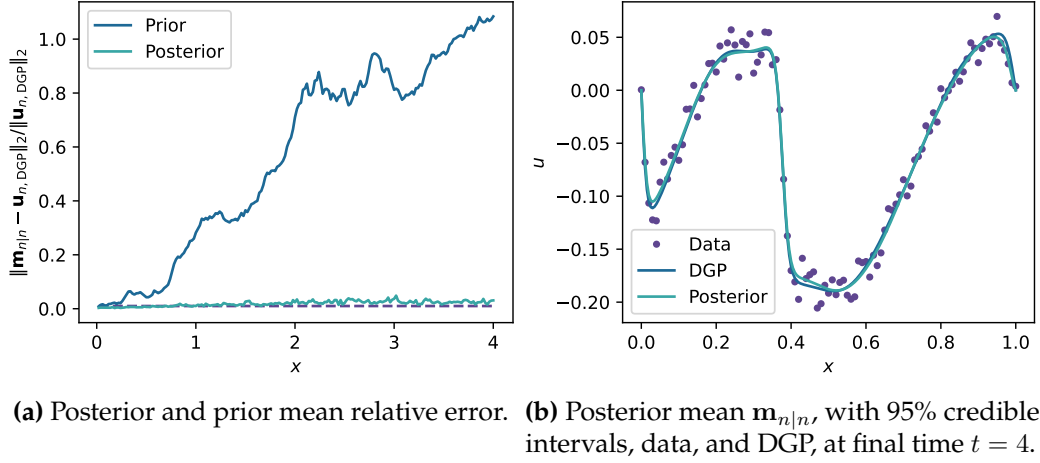 ‖m_{n|n} − u_{n, DGP}‖_2/‖u_{n, DGP}‖_2
1.0
0.8
0.6
0.4
0.2
0.0
Prior
Posterior
0
1
2
3
4
x
u
0.05
0.00
−0.05
−0.10
−0.15
−0.20
Data
DGP
Posterior
0.0
0.2
0.4
0.6
0.8
1.0
x
(a) Posterior and prior mean relative error.
(b) Posterior mean m_{n|n}, with 95% credible
intervals, data, and DGP, at final time t = 4.